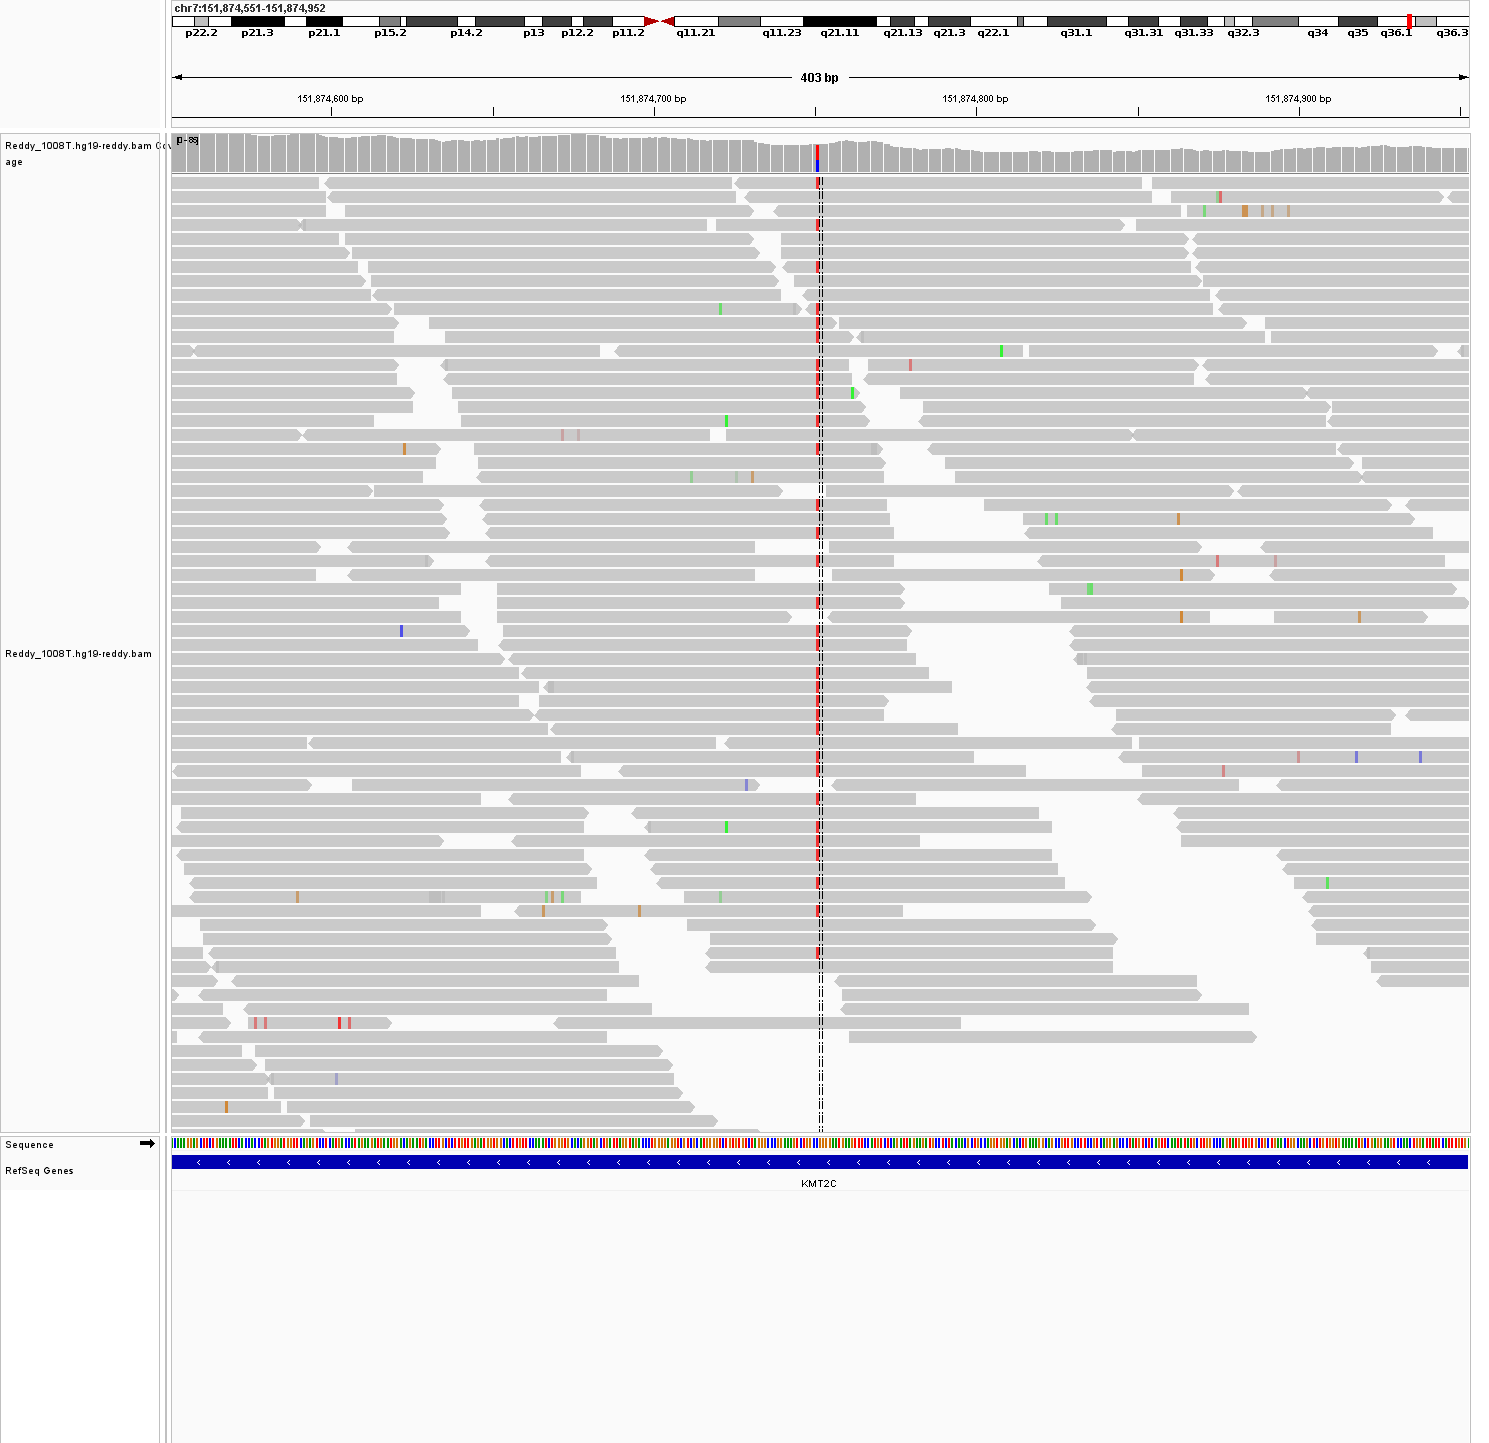 chr7:151,874,551-151,874,952
p22.2 p21.3 p21.1 p15.2 p14.2 p13 p12.2 p11.2 q11.21 q11.23 q21.11 q21.13 q21.3 q22.1 q31.1 q31.31 q31.33 q32.3 q34 q35 q36.1 q36.3
403 bp
151,874,600 bp 151,874,700 bp 151,874,800 bp 151,874,900 bp
Reddy_1008T.hg19-reddy.bam Cov
age
Reddy_1008T.hg19-reddy.bam
Sequence
RefSeq Genes
KMT2C